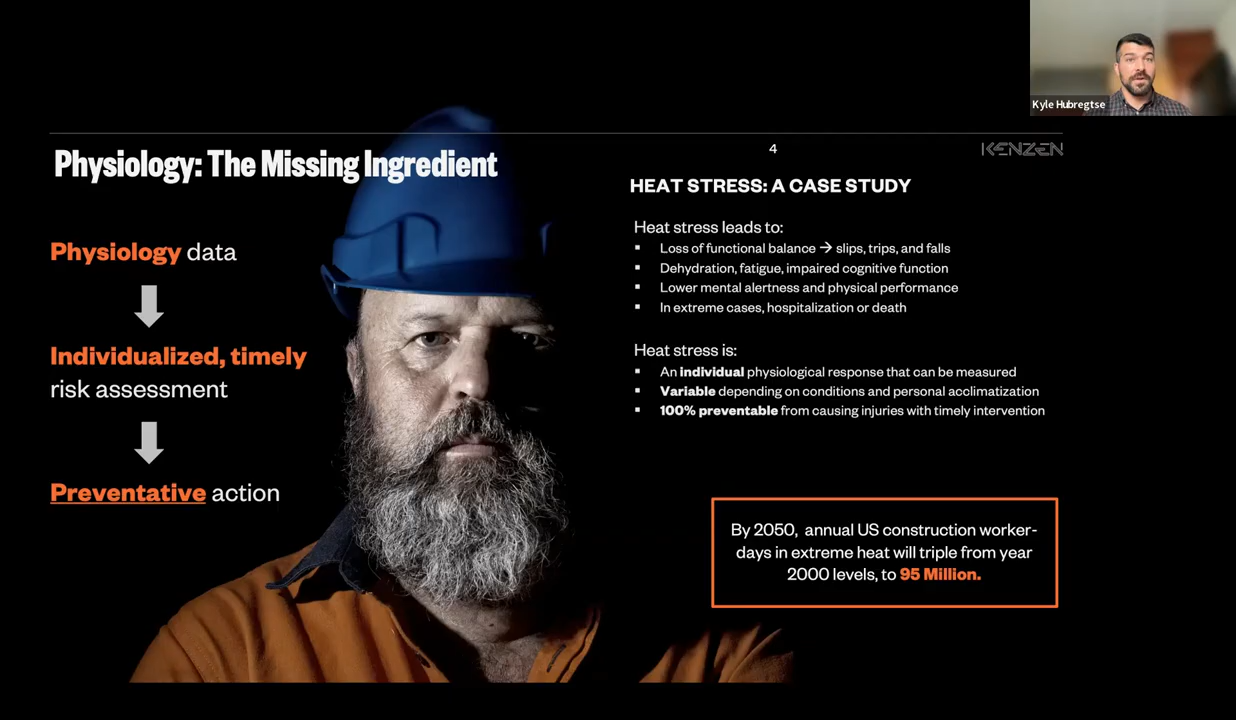 Kyle Hubregtse
Physiology: The Missing Ingredient
4
KENZEN
Physiology data
Individualized, timely
risk assessment
Preventative action
HEAT STRESS: A CASE STUDY
Heat stress leads to:
▪ Loss of functional balance → slips, trips, and falls
▪ Dehydration, fatigue, impaired cognitive function
▪ Lower mental alertness and physical performance
▪ In extreme cases, hospitalization or death
Heat stress is:
▪ An individual physiological response that can be measured
▪ Variable depending on conditions and personal acclimatization
▪ 100% preventable from causing injuries with timely intervention
By 2050, annual US construction worker-
days in extreme heat will triple from year
2000 levels, to 95 Million.